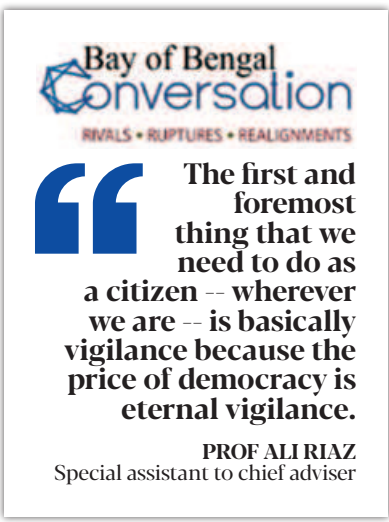 Bay of Bengal
Conversation
RIVALS • RUPTURES • REALIGNMENTS
“
The first and
foremost
thing that we
need to do as
a citizen -- wherever
we are -- is basically
vigilance because the
price of democracy is
eternal vigilance.
PROF ALI RIAZ
Special assistant to chief adviser